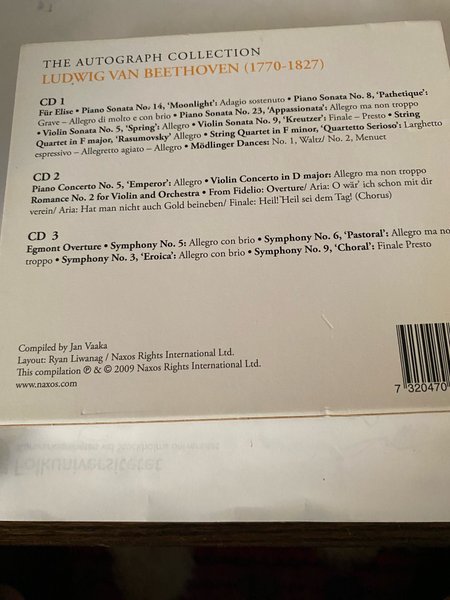 THE AUTOGRAPH COLLECTION
LUDWIG VAN BEETHOVEN (1770-1827)
CD 1
Für Elise • Piano Sonata No. 14, 'Moonlight': Adagio sostenuto • Piano Sonata No. 8, 'Pathetique':
Grave – Allegro di molto e con brio • Piano Sonata No. 23, 'Appassionata': Allegro ma non troppo
• Violin Sonata No. 5, 'Spring': Allegro • Violin Sonata No. 9, 'Kreutzer': Finale – Presto • String
Quartet in F major, 'Rasumovsky' Allegro • String Quartet in F minor, 'Quartetto Serioso': Larghetto
espressivo – Allegretto agiato – Allegro • Mödlinger Dances: No. 1, Waltz/ No. 2, Menuet
CD 2
Piano Concerto No. 5, 'Emperor': Allegro • Violin Concerto in D major: Allegro ma non troppo
Romance No. 2 for Violin and Orchestra • From Fidelio: Overture/ Aria: O wär' ich schon mit dir
verein/ Aria: Hat man nicht auch Gold beineben/ Finale: Heil! Heil sei dem Tag! (Chorus)
CD 3
Egmont Overture • Symphony No. 5: Allegro con brio • Symphony No. 6, 'Pastoral': Allegro ma no
troppo • Symphony No. 3, 'Eroica': Allegro con brio • Symphony No. 9, 'Choral': Finale Presto
Compiled by Jan Vaaka
Layout: Ryan Liwanag / Naxos Rights International Ltd.
This compilation ℗ & © 2009 Naxos Rights International Ltd.
www.naxos.com
7 320470
Kursverksamheten vid Stockholms universitet
Folkuniversitetet